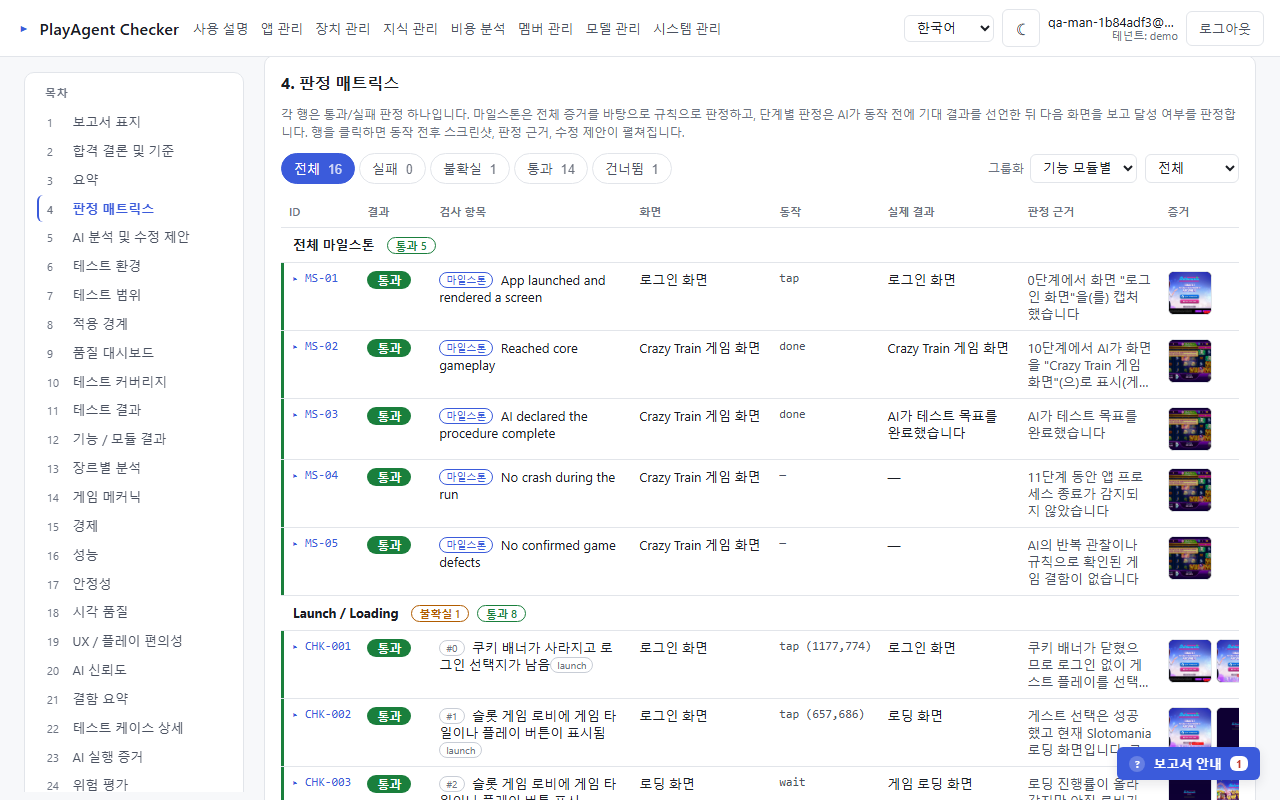 PlayAgent Checker 사용 설명 앱 관리 장치 관리 지식 관리 비용 분석 멤버 관리 모델 관리 시스템 관리 한국어 qa-man-1b84adf3@... 로그아웃
테넌트: demo
목차
1 보고서 표지
2 합격 결론 및 기준
3 요약
4 판정 매트릭스
5 AI 분석 및 수정 제안
6 테스트 환경
7 테스트 범위
8 적용 경계
9 품질 대시보드
10 테스트 커버리지
11 테스트 결과
12 기능 / 모듈 결과
13 장르별 분석
14 게임 메커닉
15 경제
16 성능
17 안정성
18 시각 품질
19 UX / 플레이 편의성
20 AI 신뢰도
21 결함 요약
22 테스트 케이스 상세
23 AI 실행 증거
24 위험 평가
4. 판정 매트릭스
각 행은 통과/실패 판정 하나입니다. 마일스톤은 전체 증거를 바탕으로 규칙으로 판정하고, 단계별 판정은 AI가 동작 전에 기대 결과를 선언한 뒤 다음 화면을 보고 달성 여부를 판정합
니다. 행을 클릭하면 동작 전후 스크린샷, 판정 근거, 수정 제안이 펼쳐집니다.
전체 16 실패 0 불확실 1 통과 14 건너뜀 1 그룹화 기능 모듈별 전체
ID 결과 검사 항목 화면 동작 실제 결과 판정 근거 증거
전체 마일스톤 통과 5
MS-01 통과 마일스톤 App launched and 로그인 화면 tap 로그인 화면 0단계에서 화면 "로그
rendered a screen 인 화면"을(를) 캡처
했습니다
MS-02 통과 마일스톤 Reached core Crazy Train 게임 화면 done Crazy Train 게임 화면 10단계에서 AI가 화면
gameplay 을 "Crazy Train 게임
화면"(으)로 표시(게...
MS-03 통과 마일스톤 AI declared the Crazy Train 게임 화면 done AI가 테스트 목표를 AI가 테스트 목표를
procedure complete 완료했습니다 완료했습니다
MS-04 통과 마일스톤 No crash during the Crazy Train 게임 화면 — — 11단계 동안 앱 프로
run 세스 종료가 감지되
지 않았습니다
MS-05 통과 마일스톤 No confirmed game Crazy Train 게임 화면 — — AI의 반복 관찰이나
defects 규칙으로 확인된 게
임 결함이 없습니다
Launch / Loading 불확실 1 통과 8
CHK-001 통과 #0 쿠키 배너가 사라지고 로 로그인 화면 tap (1177,774) 로그인 화면 쿠키 배너가 닫혔으
그인 선택지가 남음 launch 므로 로그인 없이 게
스트 플레이를 선택...
CHK-002 통과 #1 슬롯 게임 로비에 게임 타 로그인 화면 tap (657,686) 로딩 화면 게스트 선택은 성공
일이나 플레이 버튼이 표시됨 했고 현재 Slotomania
launch 로딩 화면입니다.
CHK-003 통과 #2 슬롯 게임 로비에 게임 타 로딩 화면 wait 게임 로딩 화면 로딩 진행률이 올라
? 보고서 안내 1